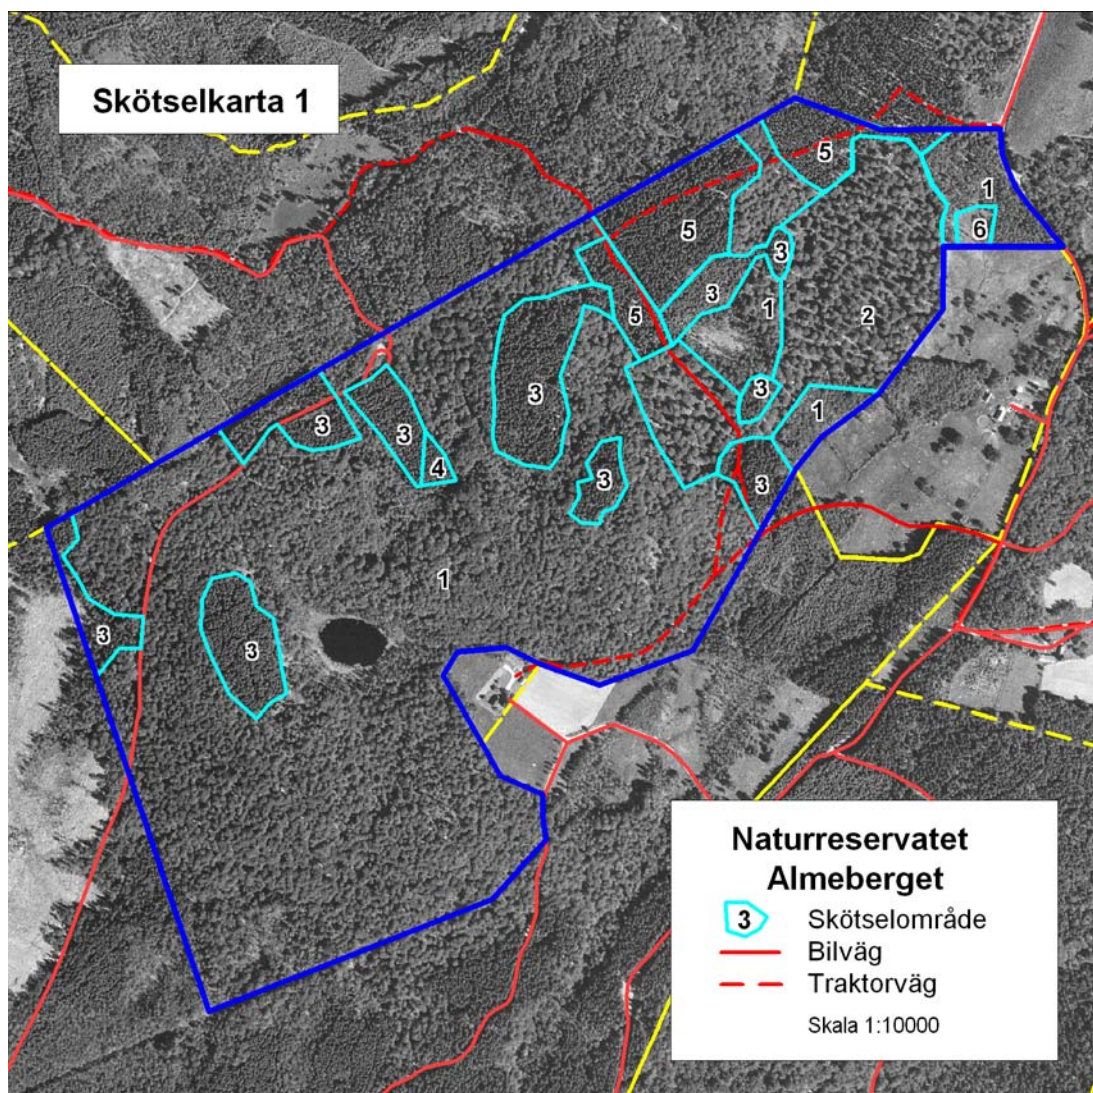 Skötselkarta 1
5
1
5
6
3
3
1
5
2
3
3
1
3
3
4
3
3
1
3
3
Naturreservatet
Almeberget
3 Skötselområde
Bilväg
Traktorväg
Skala 1:10000